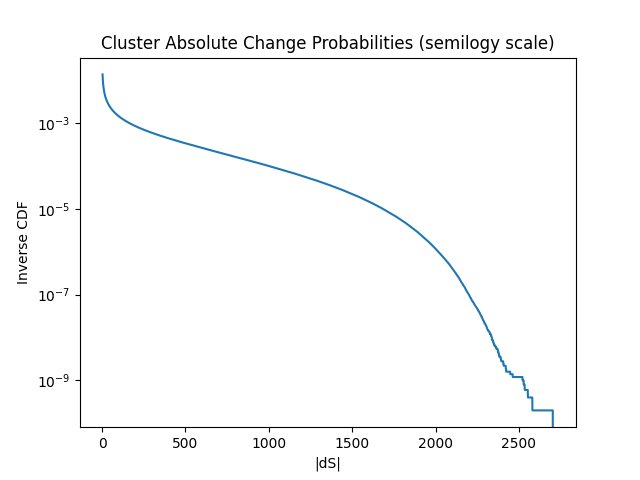 Cluster Absolute Change Probabilities (semilogy scale)
Inverse CDF
10⁻³
10⁻⁵
10⁻⁷
10⁻⁹
0 500 1000 1500 2000 2500
|dS|